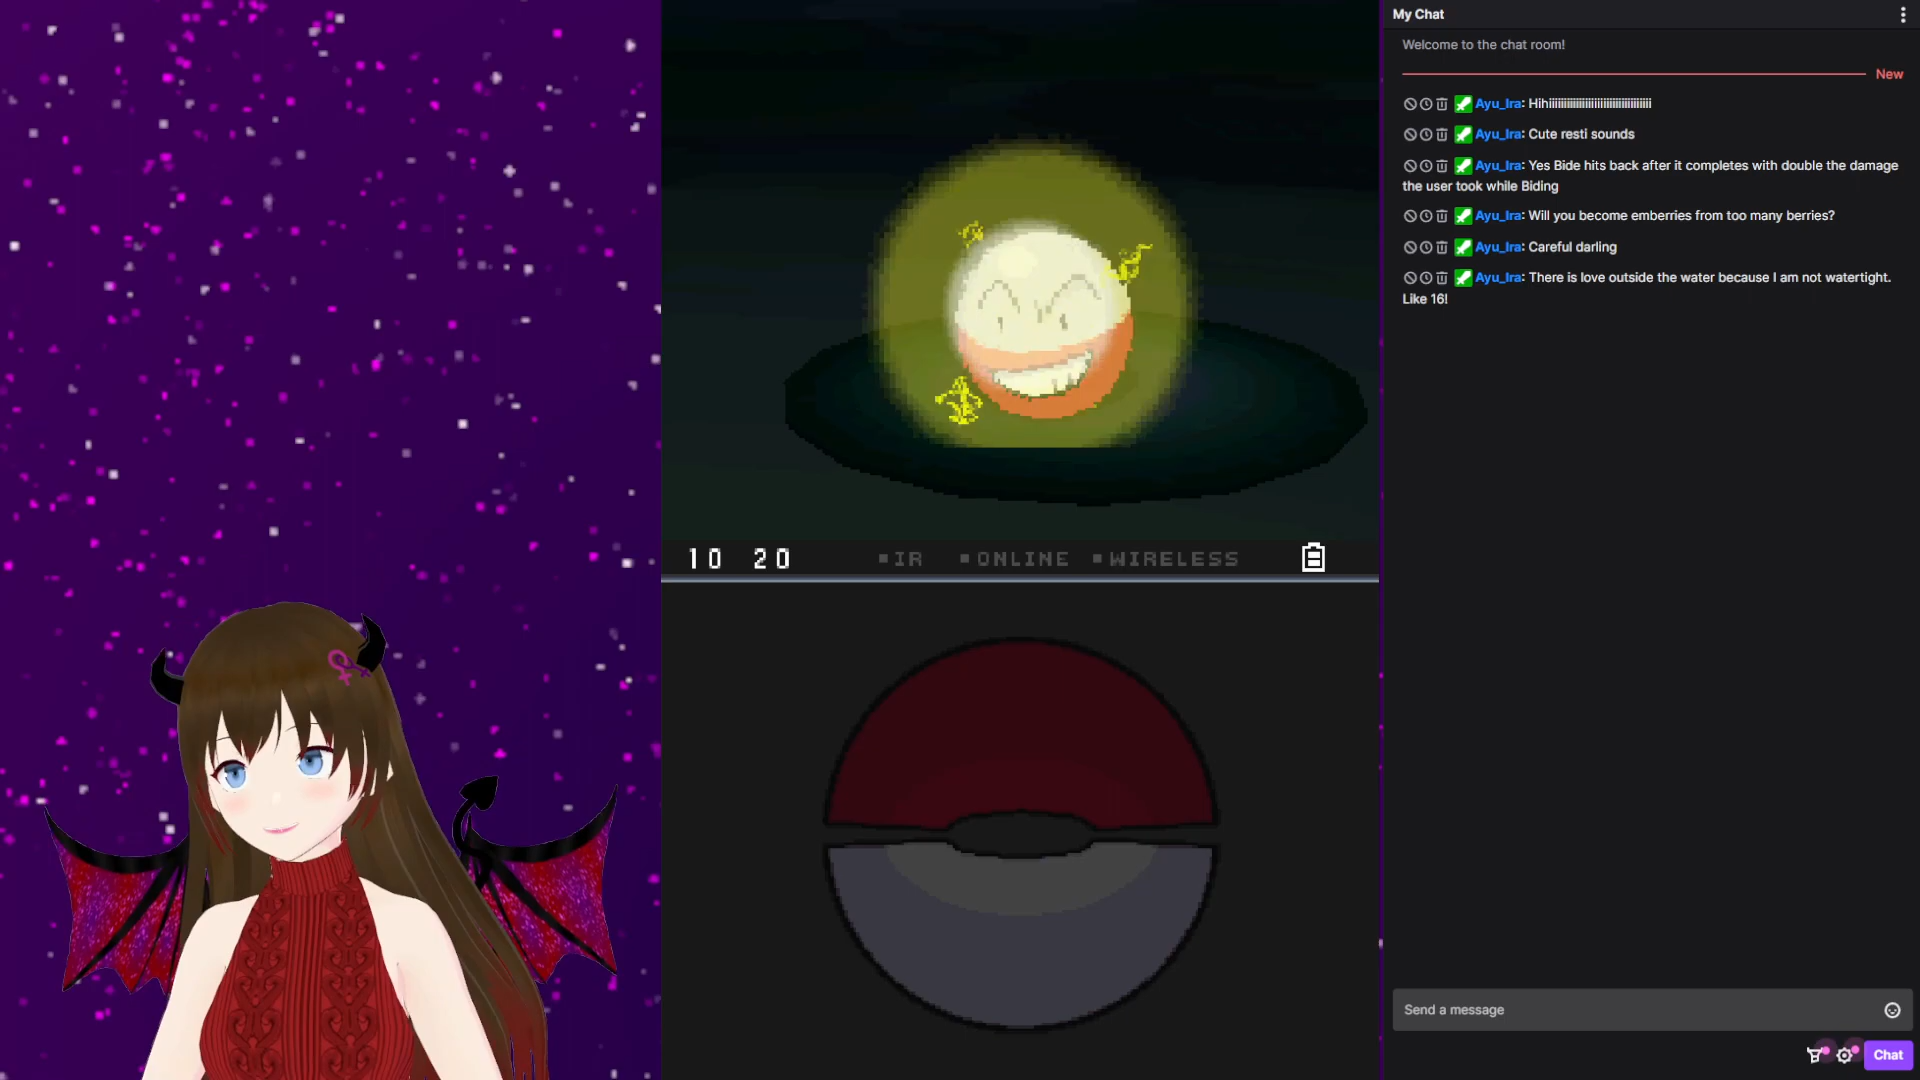 My Chat
Welcome to the chat room!
New
Ayu_Ira: Hihiiiiiiiiiiiiiiiiiiiiiiiiiiiiiiiiiii
Ayu_Ira: Cute resti sounds
Ayu_Ira: Yes Bide hits back after it completes with double the damage
the user took while Biding
Ayu_Ira: Will you become emberries from too many berries?
Ayu_Ira: Careful darling
Ayu_Ira: There is love outside the water because I am not watertight.
Like 16!
10 20 IR ONLINE WIRELESS
Send a message
Chat